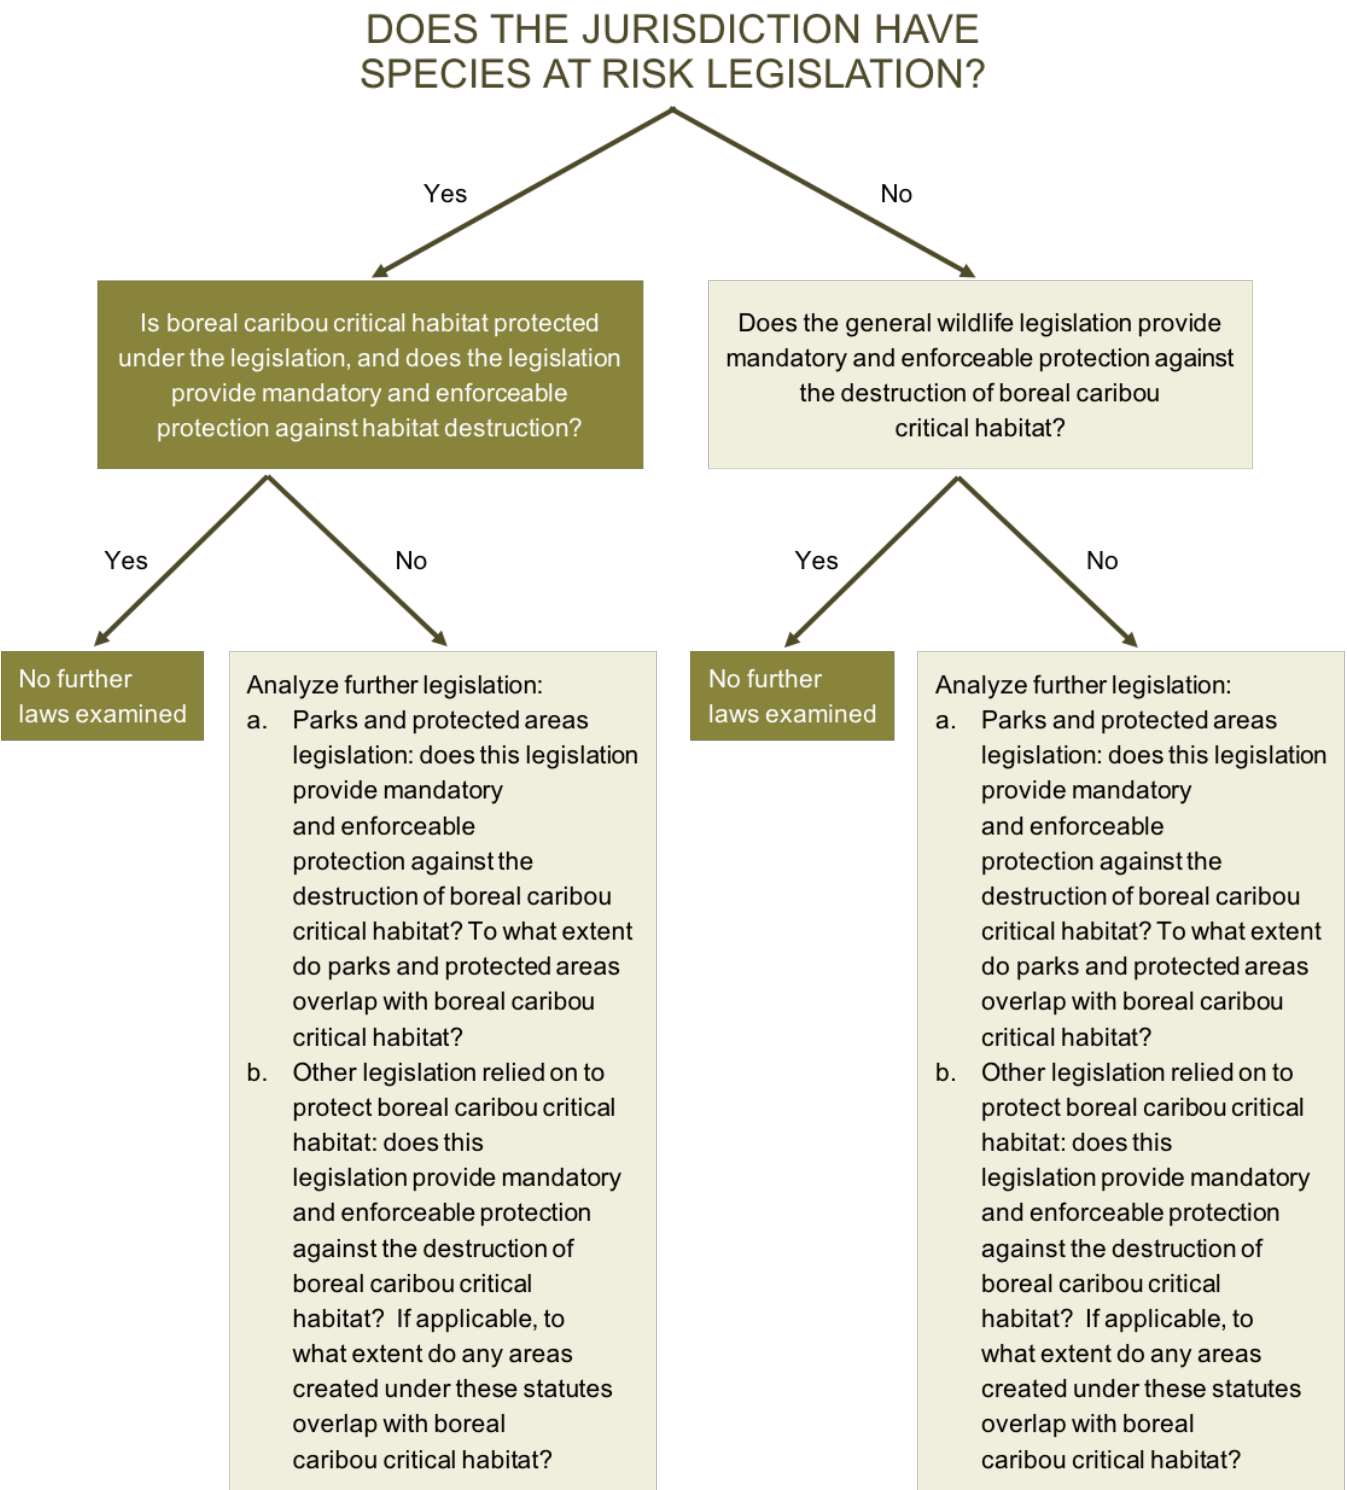 DOES THE JURISDICTION HAVE
SPECIES AT RISK LEGISLATION?
Yes
No
Is boreal caribou critical habitat protected
under the legislation, and does the legislation
provide mandatory and enforceable
protection against habitat destruction?
Does the general wildlife legislation provide
mandatory and enforceable protection against
the destruction of boreal caribou
critical habitat?
Yes
No
Yes
No
No further
laws examined
Analyze further legislation:
a. Parks and protected areas
legislation: does this legislation
provide mandatory
and enforceable
protection against the
destruction of boreal caribou
critical habitat? To what extent
do parks and protected areas
overlap with boreal caribou
critical habitat?
b. Other legislation relied on to
protect boreal caribou critical
habitat: does this
legislation provide mandatory
and enforceable protection
against the destruction of
boreal caribou critical
habitat?  If applicable, to
what extent do any areas
created under these statutes
overlap with boreal
caribou critical habitat?
No further
laws examined
Analyze further legislation:
a. Parks and protected areas
legislation: does this legislation
provide mandatory
and enforceable
protection against the
destruction of boreal caribou
critical habitat? To what extent
do parks and protected areas
overlap with boreal caribou
critical habitat?
b. Other legislation relied on to
protect boreal caribou critical
habitat: does this
legislation provide mandatory
and enforceable protection
against the destruction of
boreal caribou critical
habitat?  If applicable, to
what extent do any areas
created under these statutes
overlap with boreal
caribou critical habitat?